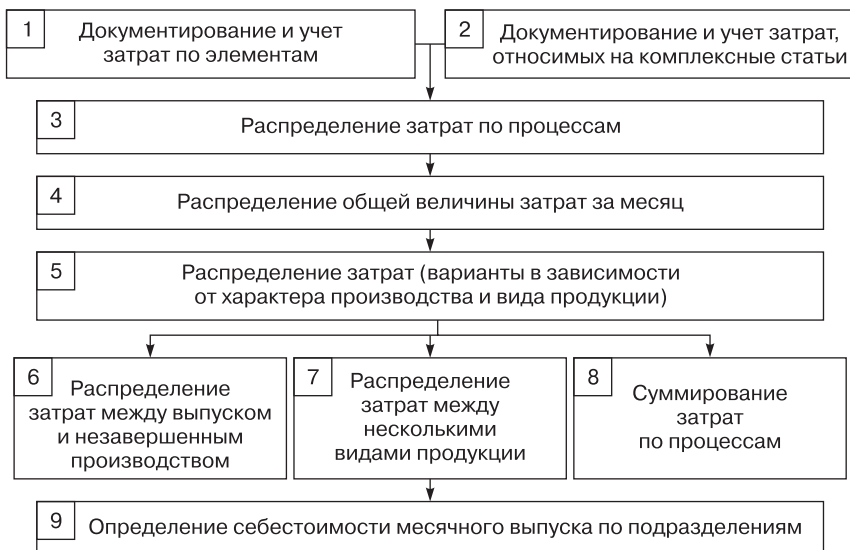 1
Документирование и учет
затрат по элементам
2
Документирование и учет затрат,
относимых на комплексные статьи
3
Распределение затрат по процессам
4
Распределение общей величины затрат за месяц
5
Распределение затрат (варианты в зависимости
от характера производства и вида продукции)
6
Распределение
затрат между выпуском
и незавершенным
производством
7
Распределение
затрат между
несколькими
видами продукции
8
Суммирование
затрат
по процессам
9
Определение себестоимости месячного выпуска по подразделениям